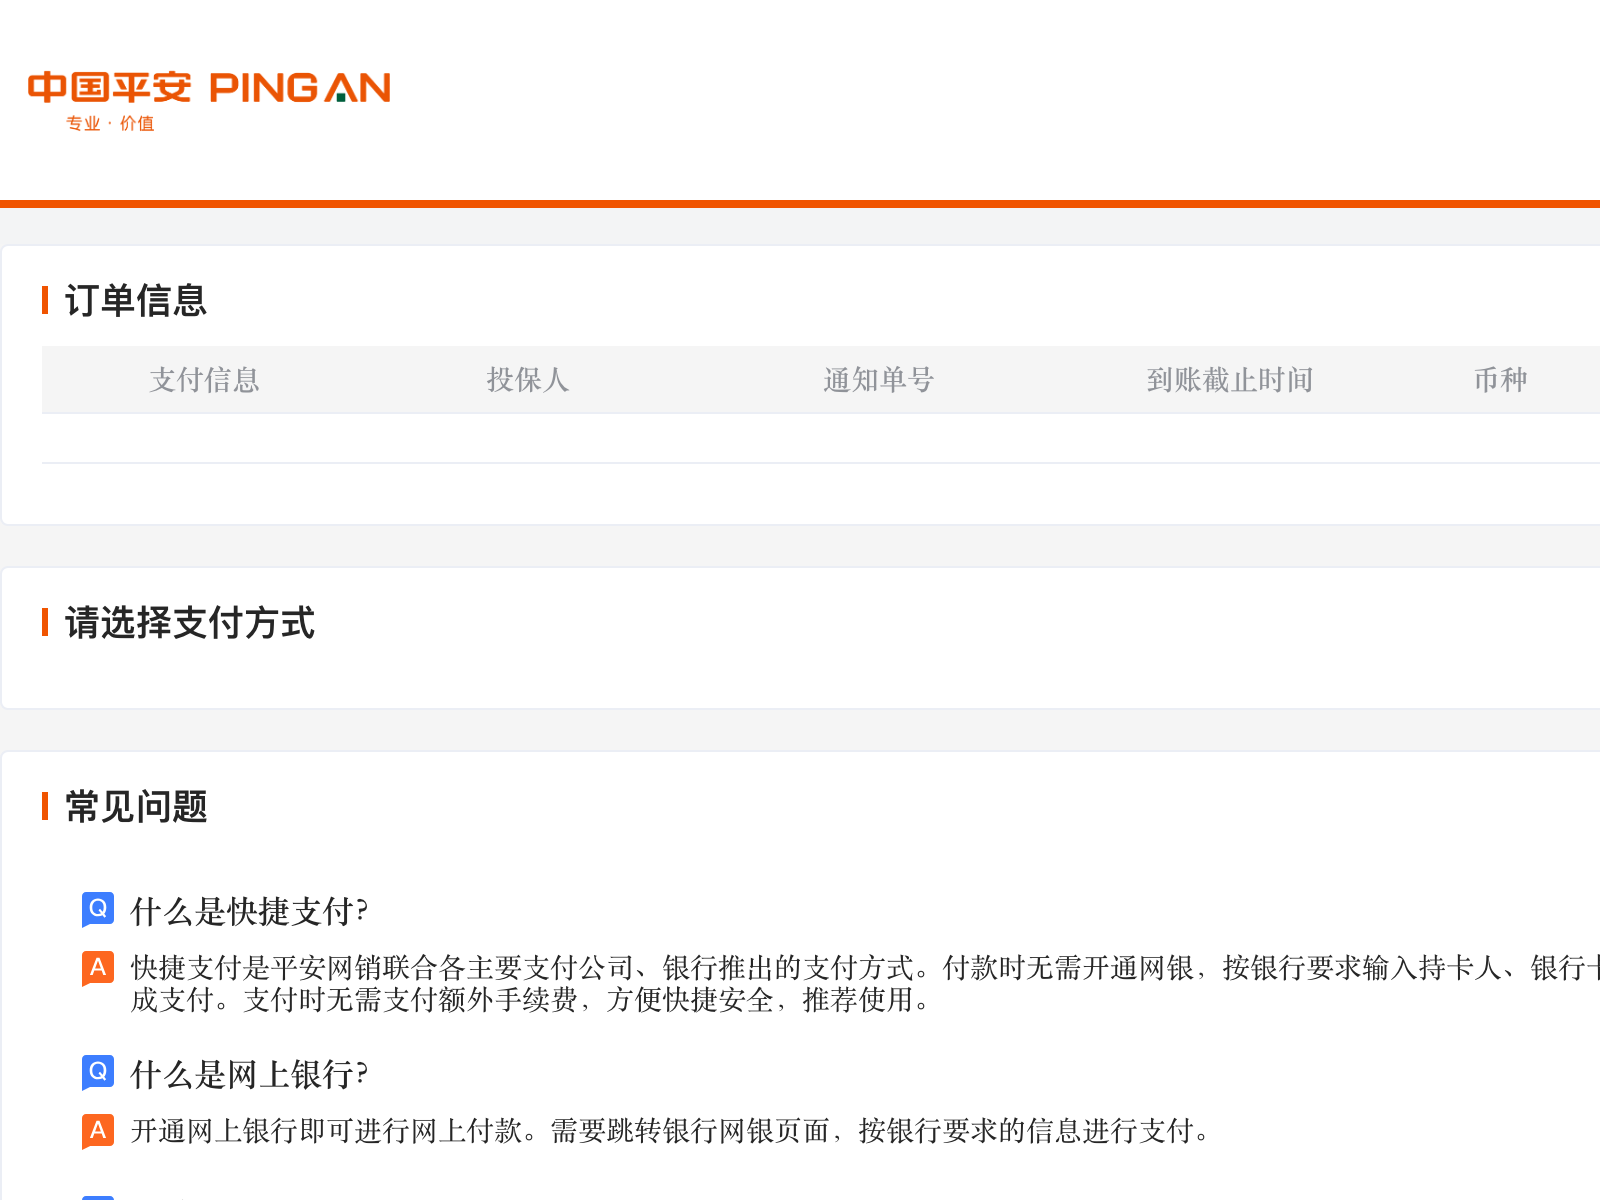 中国平安 PING AN
专业·价值
订单信息
支付信息 投保人 通知单号 到账截止时间 币种
请选择支付方式
常见问题
Q 什么是快捷支付?
A 快捷支付是平安网销联合各主要支付公司、银行推出的支付方式。付款时无需开通网银，按银行要求输入持卡人、银行卡
成支付。支付时无需支付额外手续费，方便快捷安全，推荐使用。
Q 什么是网上银行?
A 开通网上银行即可进行网上付款。需要跳转银行网银页面，按银行要求的信息进行支付。